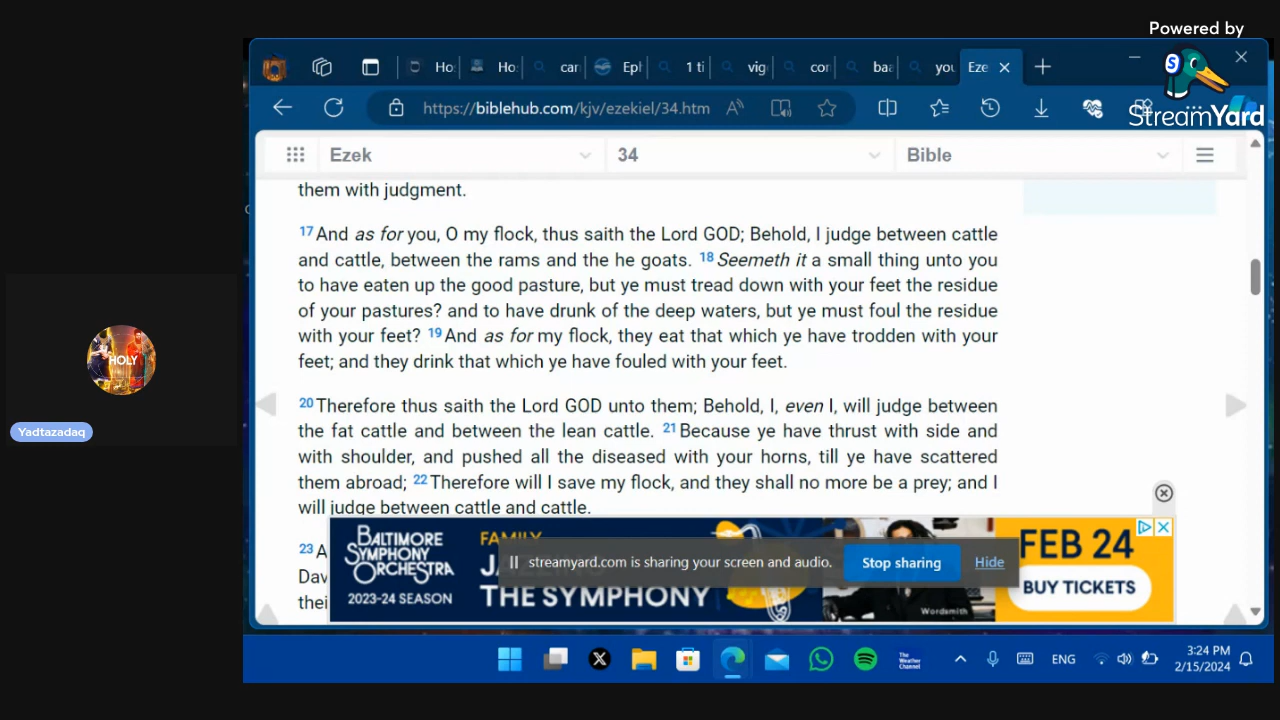 Powered by
StreamYard
Ho: Ho: car Epl 1 ti vig con baa you Eze
https://biblehub.com/kjv/ezekiel/34.htm
Ezek 34 Bible
them with judgment.
17 And as for you, O my flock, thus saith the Lord GOD; Behold, I judge between cattle
and cattle, between the rams and the he goats. 18 Seemeth it a small thing unto you
to have eaten up the good pasture, but ye must tread down with your feet the residue
of your pastures? and to have drunk of the deep waters, but ye must foul the residue
with your feet? 19 And as for my flock, they eat that which ye have trodden with your
feet; and they drink that which ye have fouled with your feet.
20 Therefore thus saith the Lord GOD unto them; Behold, I, even I, will judge between
the fat cattle and between the lean cattle. 21 Because ye have thrust with side and
with shoulder, and pushed all the diseased with your horns, till ye have scattered
them abroad; 22 Therefore will I save my flock, and they shall no more be a prey; and I
will judge between cattle and cattle.
23 A
Dav
thei
BALTIMORE
SYMPHONY
ORCHESTRA
2023-24 SEASON
FAMILY
THE SYMPHONY
Wordsmith
FEB 24
BUY TICKETS
streamyard.com is sharing your screen and audio. Stop sharing Hide
HOLY
Yadtazadaq
The
Weather
Channel
ENG
3:24 PM
2/15/2024